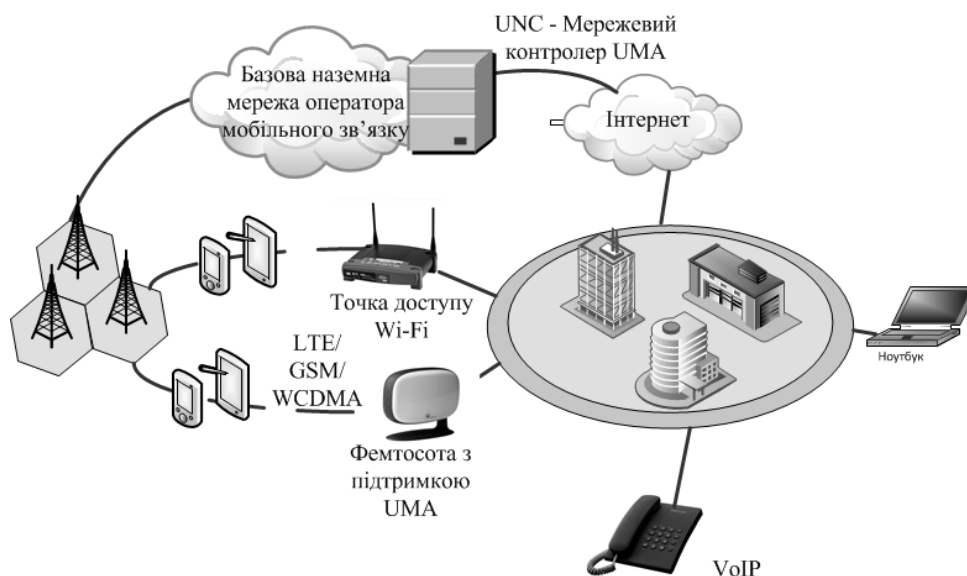 UNC - Мережевий
контролер UMA
Базова наземна
мережа оператора
мобільного зв’язку
Інтернет
Точка доступу
Wi-Fi
LTE/
GSM/
WCDMA
Ноутбук
Фемтосота з
підтримкою
UMA
VoIP